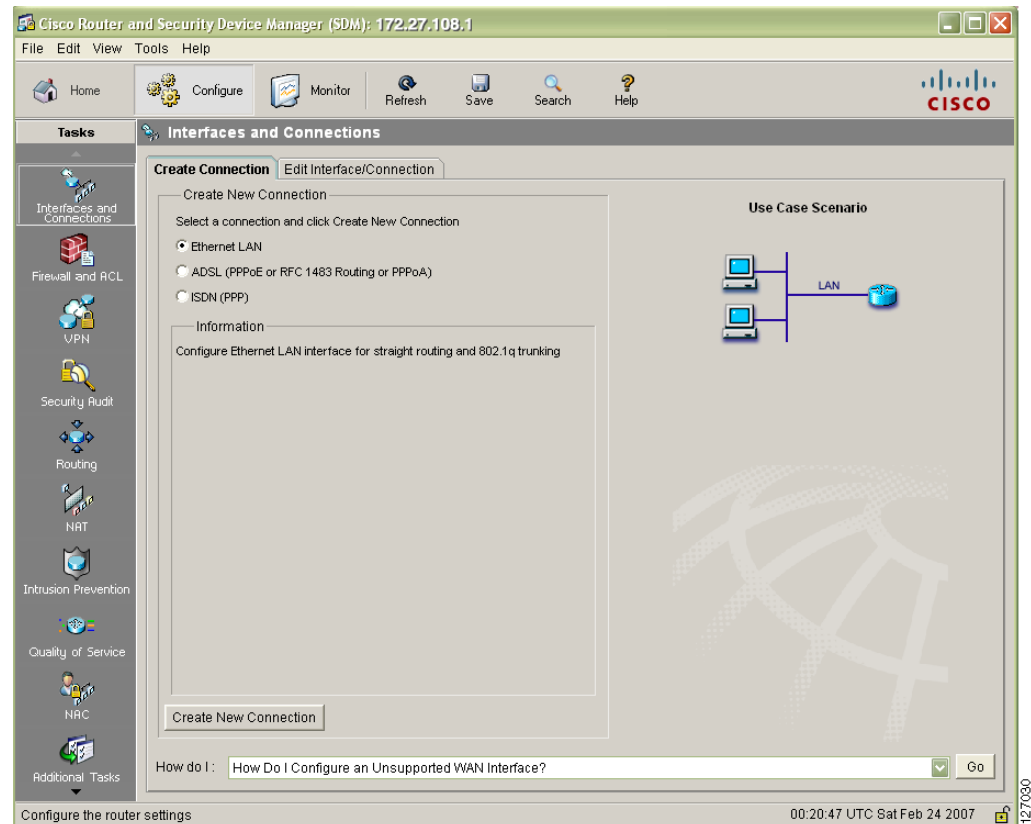 Cisco Router and Security Device Manager (SDM): 172.27.108.1
File Edit View Tools Help
Home
Configure
Monitor
Refresh
Save
Search
Help
CISCO
Tasks
Interfaces and Connections
Interfaces and
Connections
Firewall and ACL
VPN
Security Audit
Routing
NAT
Intrusion Prevention
Quality of Service
NAC
Additional Tasks
Create Connection
Edit Interface/Connection
Create New Connection
Select a connection and click Create New Connection
Ethernet LAN
ADSL (PPPoE or RFC 1483 Routing or PPPoA)
ISDN (PPP)
Information
Configure Ethernet LAN interface for straight routing and 802.1q trunking
Use Case Scenario
LAN
Create New Connection
How do I :
How Do I Configure an Unsupported WAN Interface?
Go
Configure the router settings
00:20:47 UTC Sat Feb 24 2007
127030